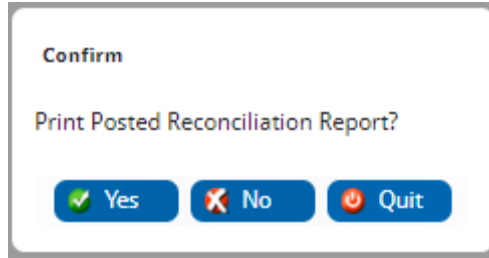 Confirm
Print Posted Reconciliation Report?
Yes No Quit